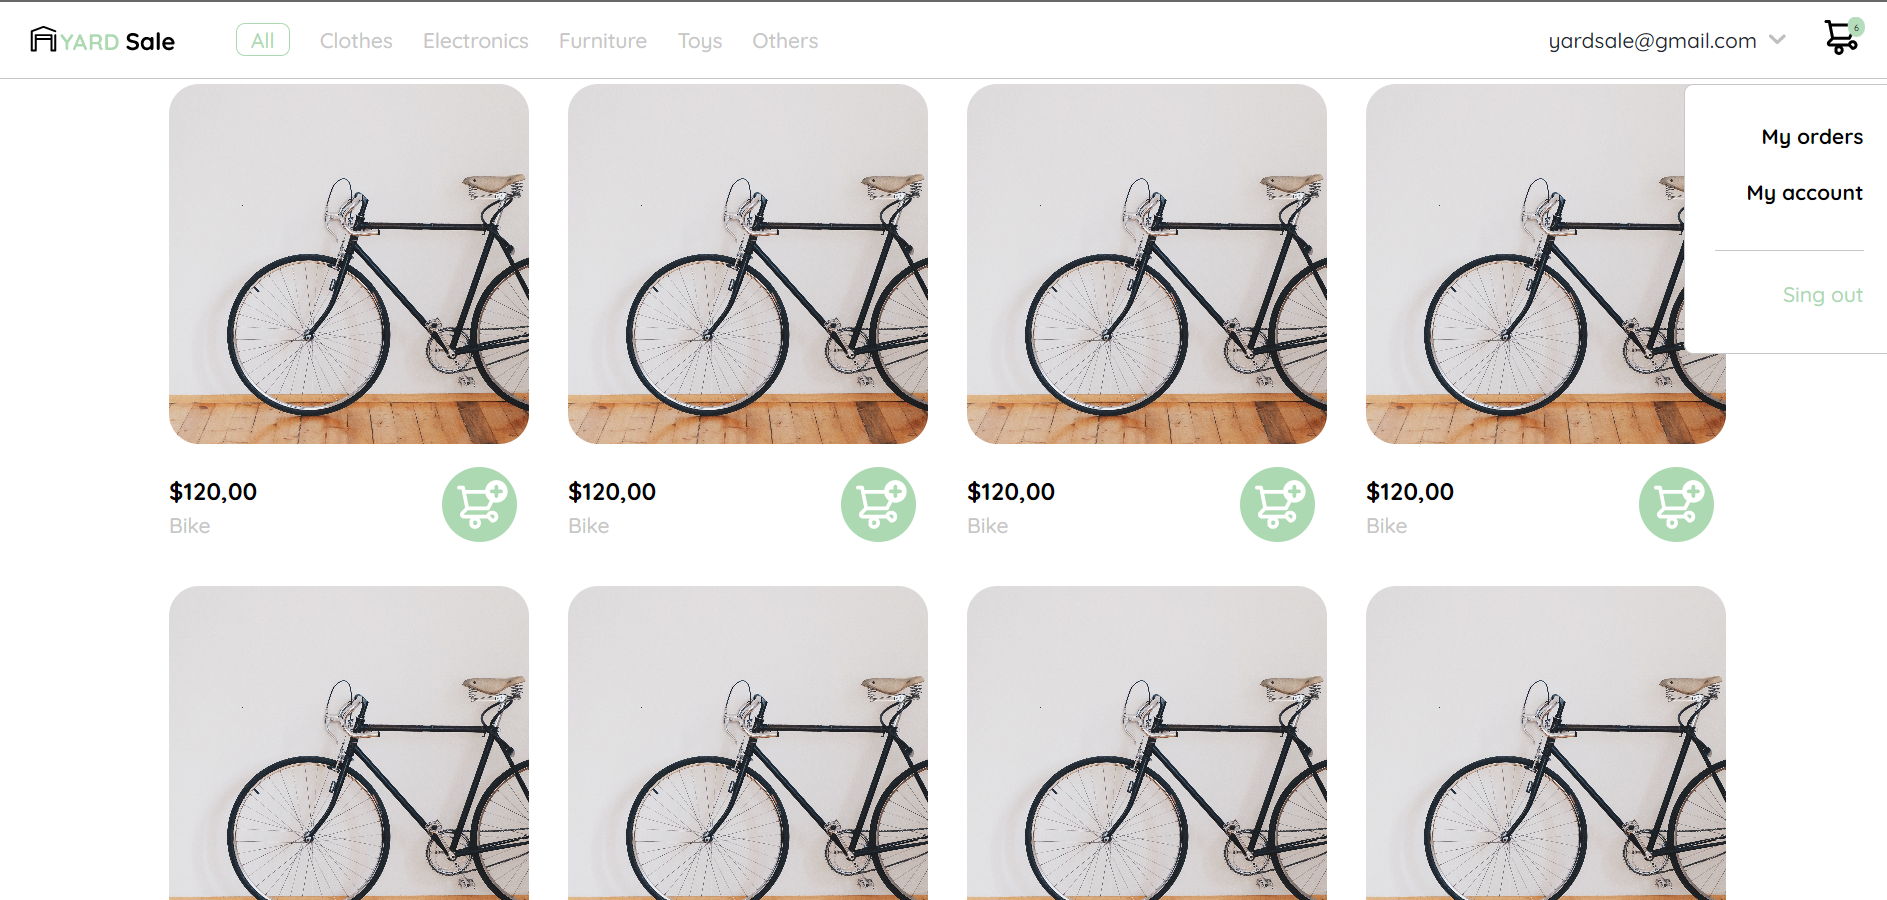 YARD Sale
All Clothes Electronics Furniture Toys Others
yardsale@gmail.com
6
My orders
My account
Sing out
$120,00
Bike
$120,00
Bike
$120,00
Bike
$120,00
Bike